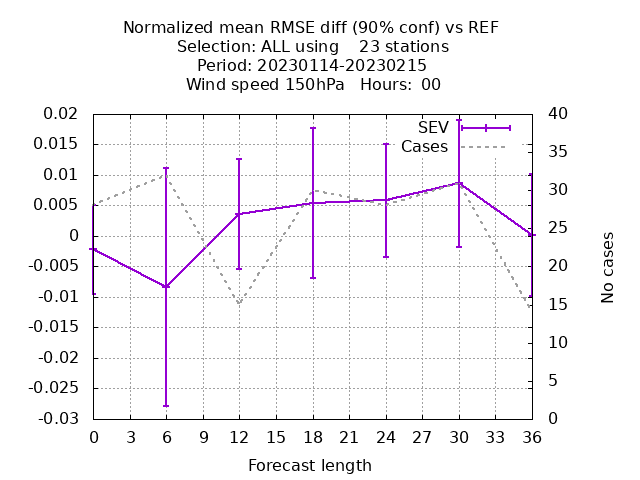 Normalized mean RMSE diff (90% conf) vs REF
Selection: ALL using    23 stations
Period: 20230114-20230215
Wind speed 150hPa   Hours:  00
SEV
Cases
0.02
0.015
0.01
0.005
0
-0.005
-0.01
-0.015
-0.02
-0.025
-0.03
40
35
30
25
20
15
10
5
0
No cases
0 3 6 9 12 15 18 21 24 27 30 33 36
Forecast length